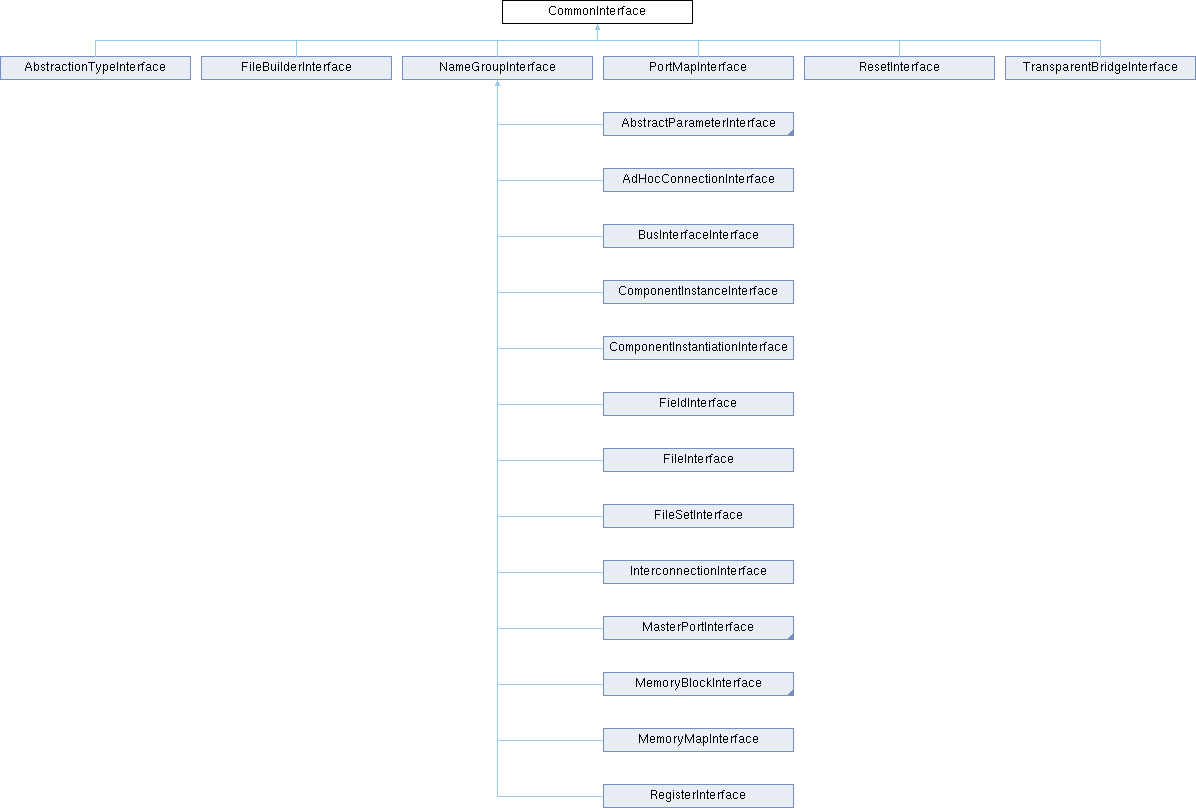 CommonInterface
AbstractionTypeInterface
FileBuilderInterface
NameGroupInterface
PortMapInterface
ResetInterface
TransparentBridgeInterface
AbstractParameterInterface
AdHocConnectionInterface
BusInterfaceInterface
ComponentInstanceInterface
ComponentInstantiationInterface
FieldInterface
FileInterface
FileSetInterface
InterconnectionInterface
MasterPortInterface
MemoryBlockInterface
MemoryMapInterface
RegisterInterface